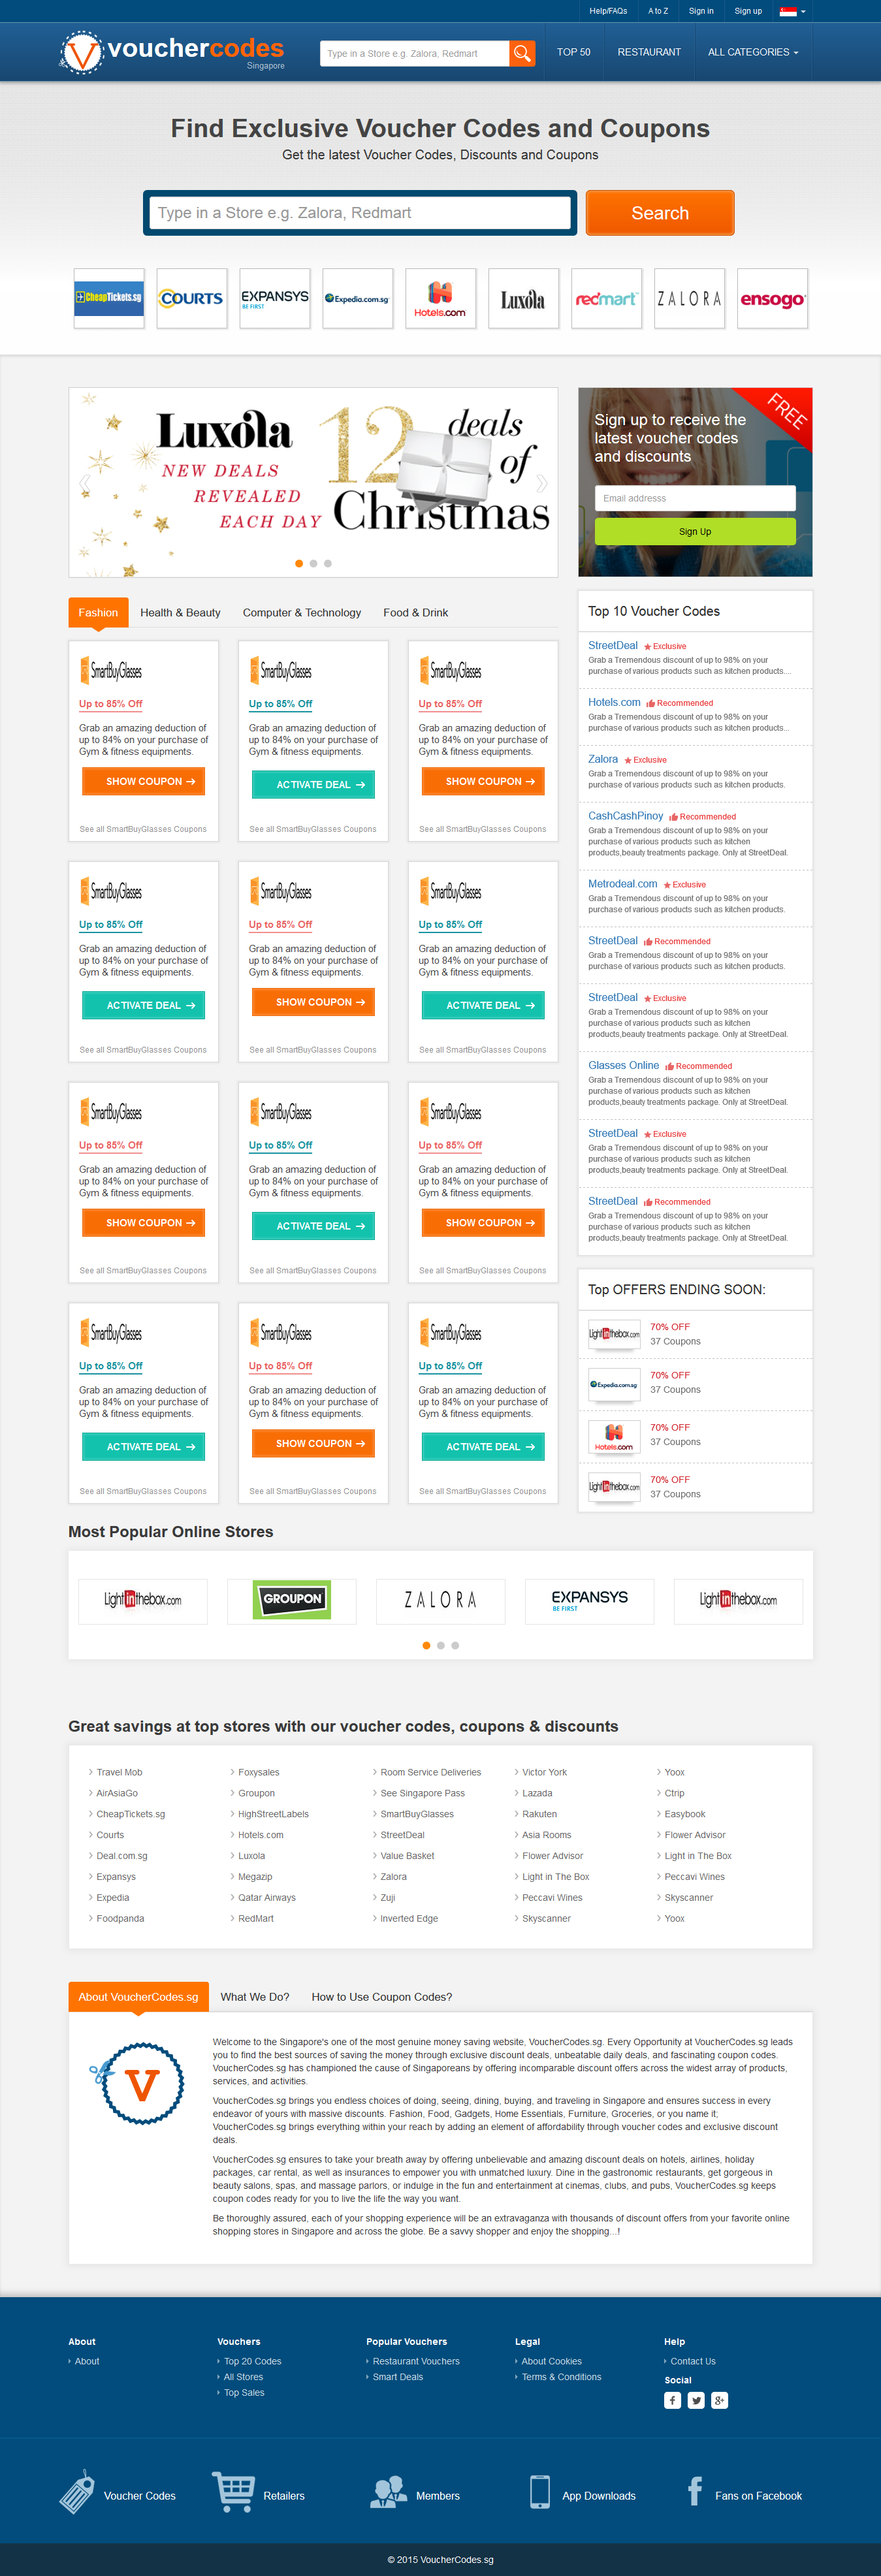 Help/FAQs
A to Z
Sign in
Sign up
vouchercodes
Singapore
Type in a Store e.g. Zalora, Redmart
TOP 50
RESTAURANT
ALL CATEGORIES
Find Exclusive Voucher Codes and Coupons
Get the latest Voucher Codes, Discounts and Coupons
Type in a Store e.g. Zalora, Redmart
Search
CheapTickets.sg
COURTS
EXPANSYS
BE FIRST
Expedia.com.sg
Hotels.com
Luxola
redmart
ZALORA
ensogo
Luxola
NEW DEALS
REVEALED
EACH DAY
12 deals
of
Christmas
FREE
Sign up to receive the
latest voucher codes
and discounts
Email addresss
Sign Up
Fashion
Health & Beauty
Computer & Technology
Food & Drink
SmartBuyGlasses
Up to 85% Off
Grab an amazing deduction of
up to 84% on your purchase of
Gym & fitness equipments.
SHOW COUPON
See all SmartBuyGlasses Coupons
SmartBuyGlasses
Up to 85% Off
Grab an amazing deduction of
up to 84% on your purchase of
Gym & fitness equipments.
ACTIVATE DEAL
See all SmartBuyGlasses Coupons
SmartBuyGlasses
Up to 85% Off
Grab an amazing deduction of
up to 84% on your purchase of
Gym & fitness equipments.
SHOW COUPON
See all SmartBuyGlasses Coupons
SmartBuyGlasses
Up to 85% Off
Grab an amazing deduction of
up to 84% on your purchase of
Gym & fitness equipments.
ACTIVATE DEAL
See all SmartBuyGlasses Coupons
SmartBuyGlasses
Up to 85% Off
Grab an amazing deduction of
up to 84% on your purchase of
Gym & fitness equipments.
SHOW COUPON
See all SmartBuyGlasses Coupons
SmartBuyGlasses
Up to 85% Off
Grab an amazing deduction of
up to 84% on your purchase of
Gym & fitness equipments.
ACTIVATE DEAL
See all SmartBuyGlasses Coupons
SmartBuyGlasses
Up to 85% Off
Grab an amazing deduction of
up to 84% on your purchase of
Gym & fitness equipments.
SHOW COUPON
See all SmartBuyGlasses Coupons
SmartBuyGlasses
Up to 85% Off
Grab an amazing deduction of
up to 84% on your purchase of
Gym & fitness equipments.
ACTIVATE DEAL
See all SmartBuyGlasses Coupons
SmartBuyGlasses
Up to 85% Off
Grab an amazing deduction of
up to 84% on your purchase of
Gym & fitness equipments.
SHOW COUPON
See all SmartBuyGlasses Coupons
SmartBuyGlasses
Up to 85% Off
Grab an amazing deduction of
up to 84% on your purchase of
Gym & fitness equipments.
ACTIVATE DEAL
See all SmartBuyGlasses Coupons
SmartBuyGlasses
Up to 85% Off
Grab an amazing deduction of
up to 84% on your purchase of
Gym & fitness equipments.
SHOW COUPON
See all SmartBuyGlasses Coupons
SmartBuyGlasses
Up to 85% Off
Grab an amazing deduction of
up to 84% on your purchase of
Gym & fitness equipments.
ACTIVATE DEAL
See all SmartBuyGlasses Coupons
Top 10 Voucher Codes
StreetDeal Exclusive
Grab a Tremendous discount of up to 98% on your
purchase of various products such as kitchen products....
Hotels.com Recommended
Grab a Tremendous discount of up to 98% on your
purchase of various products such as kitchen products...
Zalora Exclusive
Grab a Tremendous discount of up to 98% on your
purchase of various products such as kitchen products.
CashCashPinoy Recommended
Grab a Tremendous discount of up to 98% on your
purchase of various products such as kitchen
products,beauty treatments package. Only at StreetDeal.
Metrodeal.com Exclusive
Grab a Tremendous discount of up to 98% on your
purchase of various products such as kitchen products.
StreetDeal Recommended
Grab a Tremendous discount of up to 98% on your
purchase of various products such as kitchen products.
StreetDeal Exclusive
Grab a Tremendous discount of up to 98% on your
purchase of various products such as kitchen
products,beauty treatments package. Only at StreetDeal.
Glasses Online Recommended
Grab a Tremendous discount of up to 98% on your
purchase of various products such as kitchen
products,beauty treatments package. Only at StreetDeal.
StreetDeal Exclusive
Grab a Tremendous discount of up to 98% on your
purchase of various products such as kitchen
products,beauty treatments package. Only at StreetDeal.
StreetDeal Recommended
Grab a Tremendous discount of up to 98% on your
purchase of various products such as kitchen
products,beauty treatments package. Only at StreetDeal.
Top OFFERS ENDING SOON:
Lightinthebox.com
70% OFF
37 Coupons
Expedia.com.sg
70% OFF
37 Coupons
Hotels.com
70% OFF
37 Coupons
Lightinthebox.com
70% OFF
37 Coupons
Most Popular Online Stores
Lightinthebox.com
GROUPON
ZALORA
EXPANSYS
BE FIRST
Lightinthebox.com
Great savings at top stores with our voucher codes, coupons & discounts
Travel Mob
AirAsiaGo
CheapTickets.sg
Courts
Deal.com.sg
Expansys
Expedia
Foodpanda
Foxysales
Groupon
HighStreetLabels
Hotels.com
Luxola
Megazip
Qatar Airways
RedMart
Room Service Deliveries
See Singapore Pass
SmartBuyGlasses
StreetDeal
Value Basket
Zalora
Zuji
Inverted Edge
Victor York
Lazada
Rakuten
Asia Rooms
Flower Advisor
Light in The Box
Peccavi Wines
Skyscanner
Yoox
Ctrip
Easybook
Flower Advisor
Light in The Box
Peccavi Wines
Skyscanner
Yoox
About VoucherCodes.sg
What We Do?
How to Use Coupon Codes?
V
Welcome to the Singapore's one of the most genuine money saving website, VoucherCodes.sg. Every Opportunity at VoucherCodes.sg leads
you to find the best sources of saving the money through exclusive discount deals, unbeatable daily deals, and fascinating coupon codes.
VoucherCodes.sg has championed the cause of Singaporeans by offering incomparable discount offers across the widest array of products,
services, and activities.
VoucherCodes.sg brings you endless choices of doing, seeing, dining, buying, and traveling in Singapore and ensures success in every
endeavor of yours with massive discounts. Fashion, Food, Gadgets, Home Essentials, Furniture, Groceries, or you name it;
VoucherCodes.sg brings everything within your reach by adding an element of affordability through voucher codes and exclusive discount
deals.
VoucherCodes.sg ensures to take your breath away by offering unbelievable and amazing discount deals on hotels, airlines, holiday
packages, car rental, as well as insurances to empower you with unmatched luxury. Dine in the gastronomic restaurants, get gorgeous in
beauty salons, spas, and massage parlors, or indulge in the fun and entertainment at cinemas, clubs, and pubs, VoucherCodes.sg keeps
coupon codes ready for you to live the life the way you want.
Be thoroughly assured, each of your shopping experience will be an extravaganza with thousands of discount offers from your favorite online
shopping stores in Singapore and across the globe. Be a savvy shopper and enjoy the shopping...!
About
About
Vouchers
Top 20 Codes
All Stores
Top Sales
Popular Vouchers
Restaurant Vouchers
Smart Deals
Legal
About Cookies
Terms & Conditions
Help
Contact Us
Social
Voucher Codes
Retailers
Members
App Downloads
Fans on Facebook
© 2015 VoucherCodes.sg